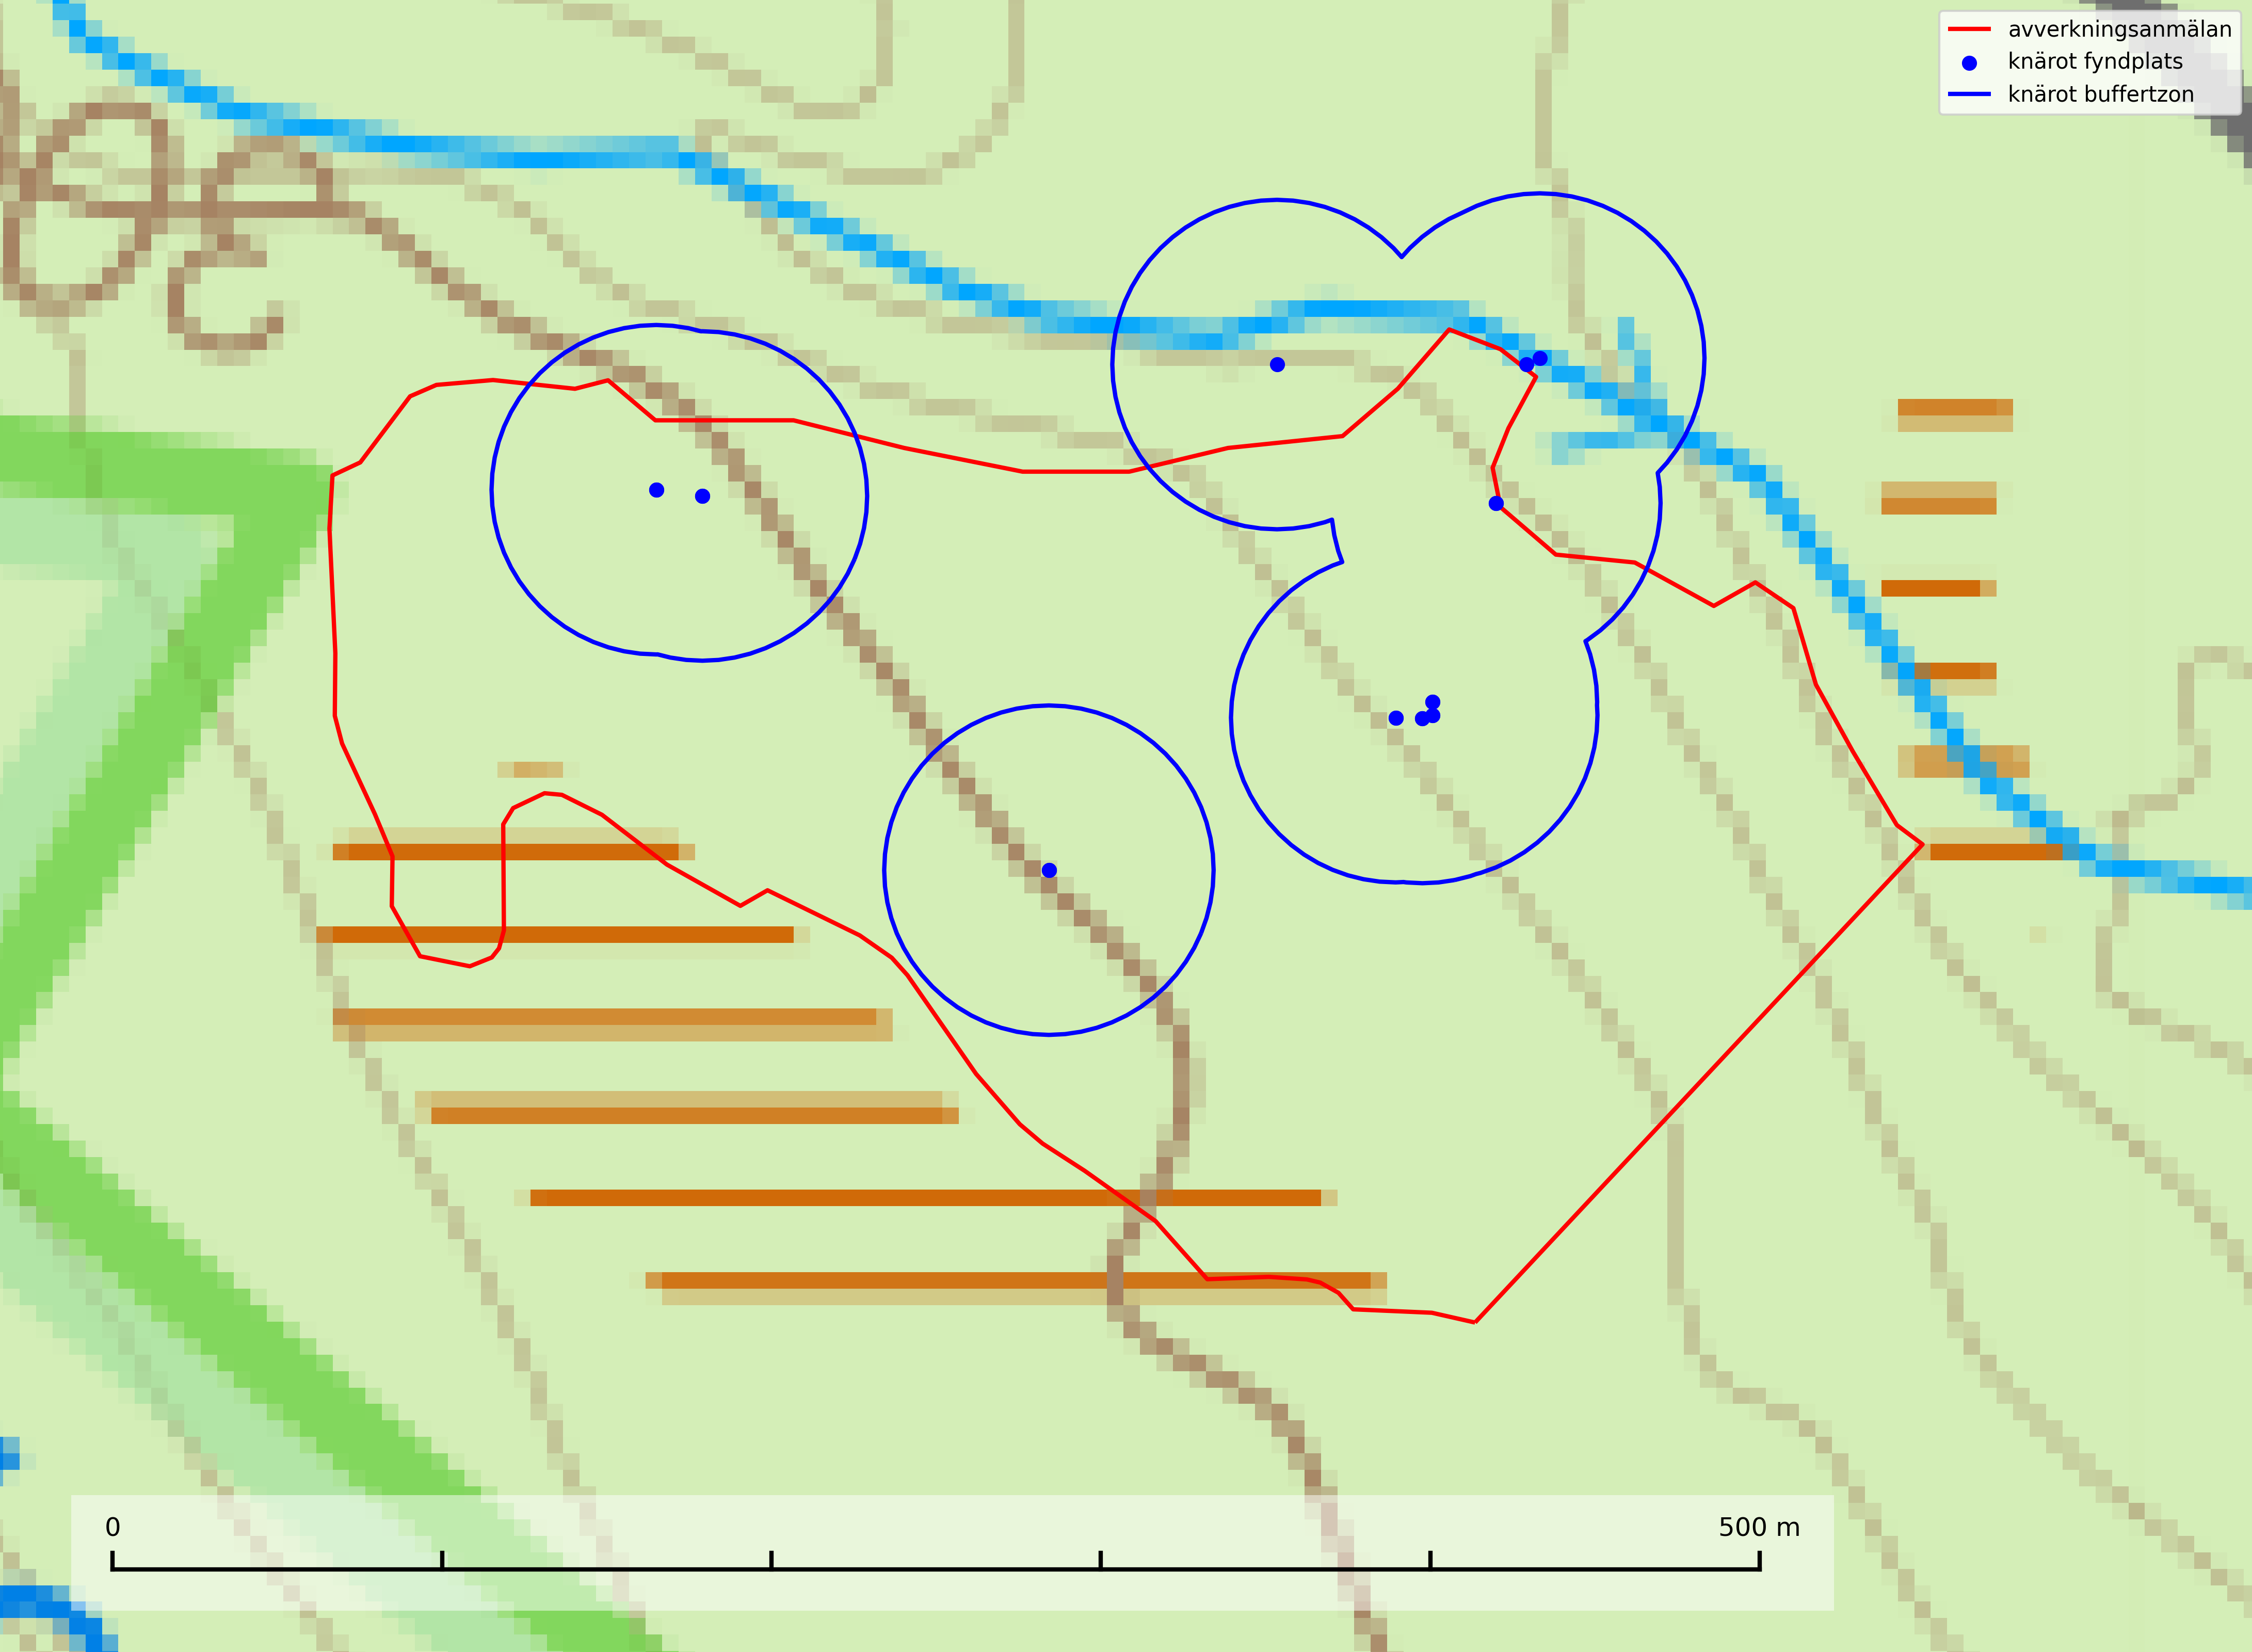 avverkningsanmälan
knärot fyndplats
knärot buffertzon
0 500 m